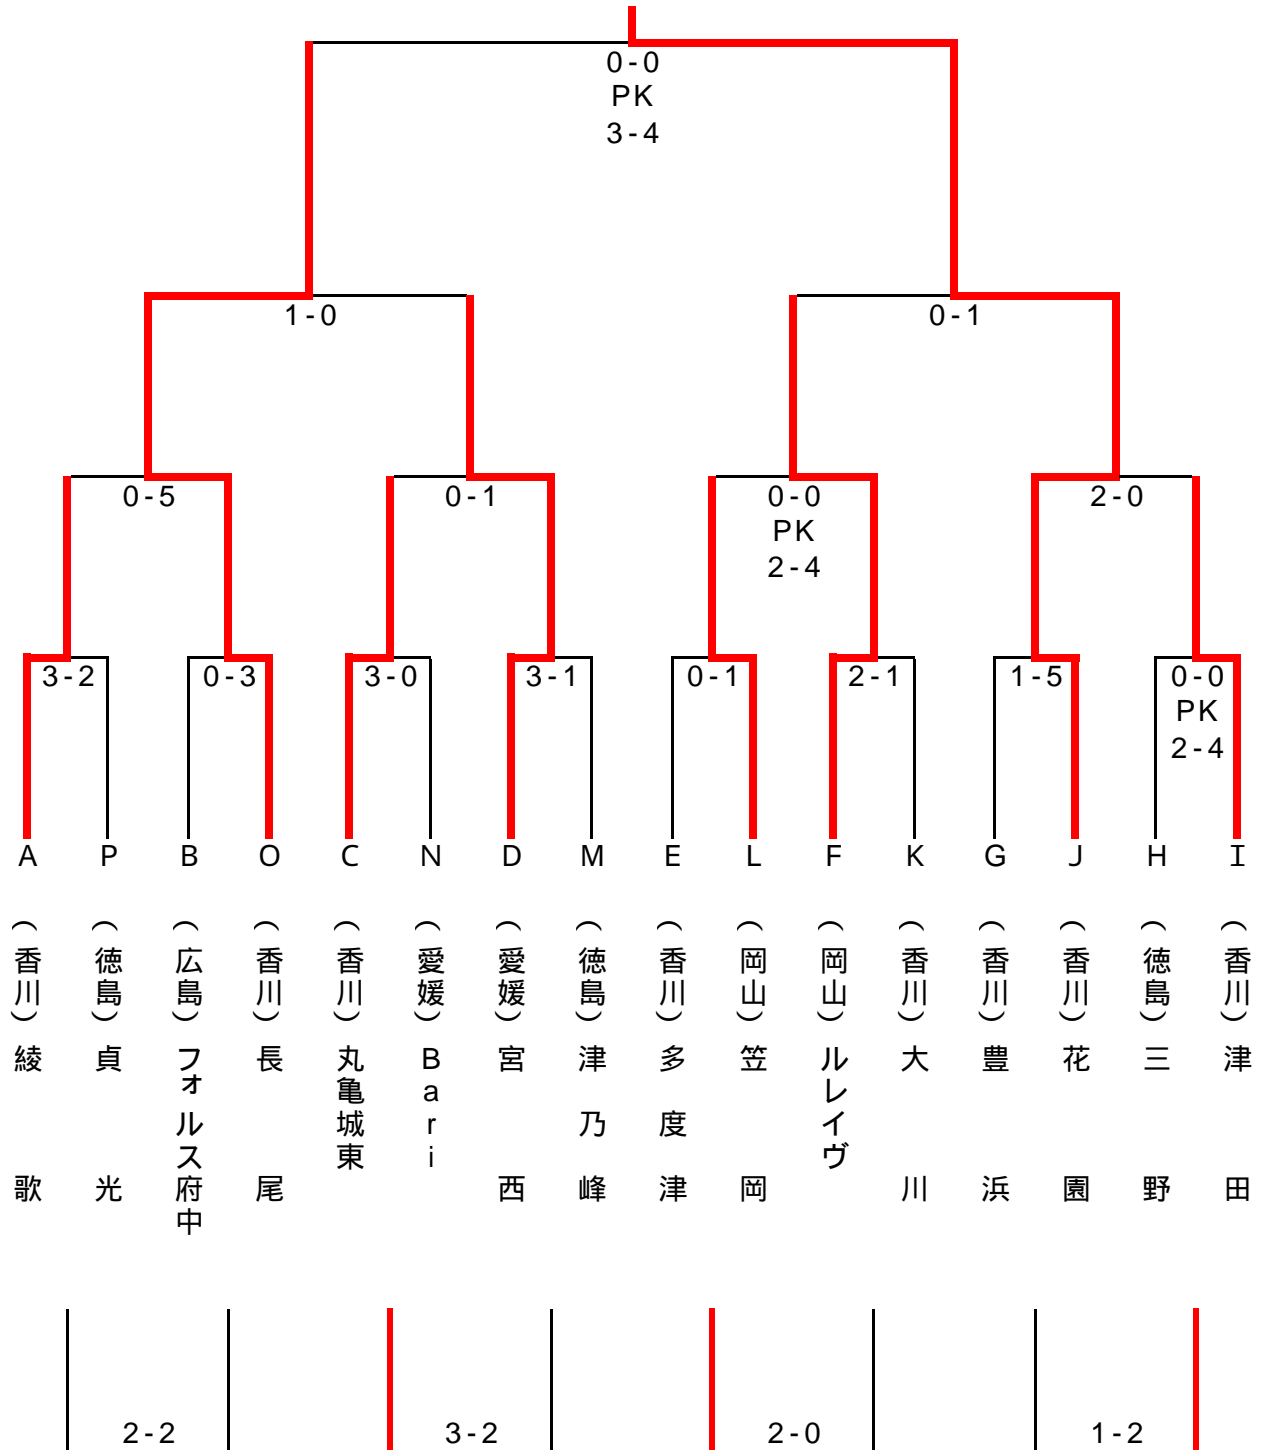 0-0
PK
3-4
1-0
0-1
0-5
0-1
0-0
PK
2-4
2-0
3-2
0-3
3-0
3-1
0-1
2-1
1-5
0-0
PK
2-4
A P B O C N D M E L F K G J H I
(香川) 綾歌
(徳島) 貞光
(広島) フォルス府中
(香川) 長尾
(香川) 丸亀城東
(愛媛) Bari
(愛媛) 宮西
(徳島) 津乃峰
(香川) 多度津
(岡山) 笠岡
(岡山) ルレイヴ
(香川) 大川
(香川) 豊浜
(香川) 花園
(徳島) 三野
(香川) 津田
2-2
3-2
2-0
1-2